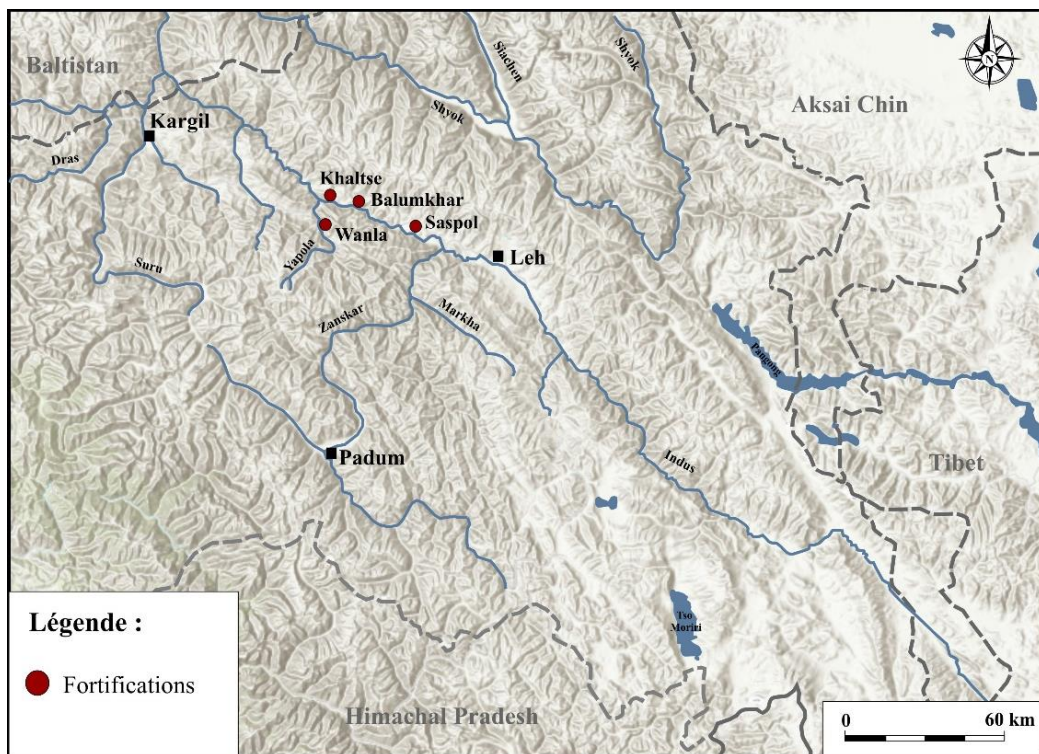 Baltistan
Siachen
Shyok
Shyok
N
Aksai Chin
Kargil
Dras
Khaltse
Balumkhar
Saspol
Wanla
Leh
Yapola
Suru
Zanskar
Markha
Pangong
Padum
Indus
Tibet
Tso
Moriri
Légende :
Fortifications
Himachal Pradesh
0 60 km